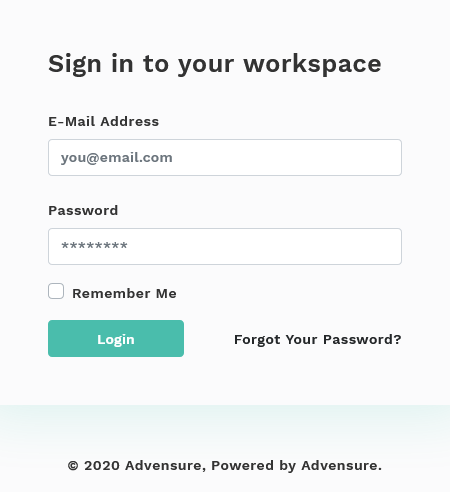 Sign in to your workspace
E-Mail Address
you@email.com
Password
********
Remember Me
Login
Forgot Your Password?
© 2020 Advensure, Powered by Advensure.